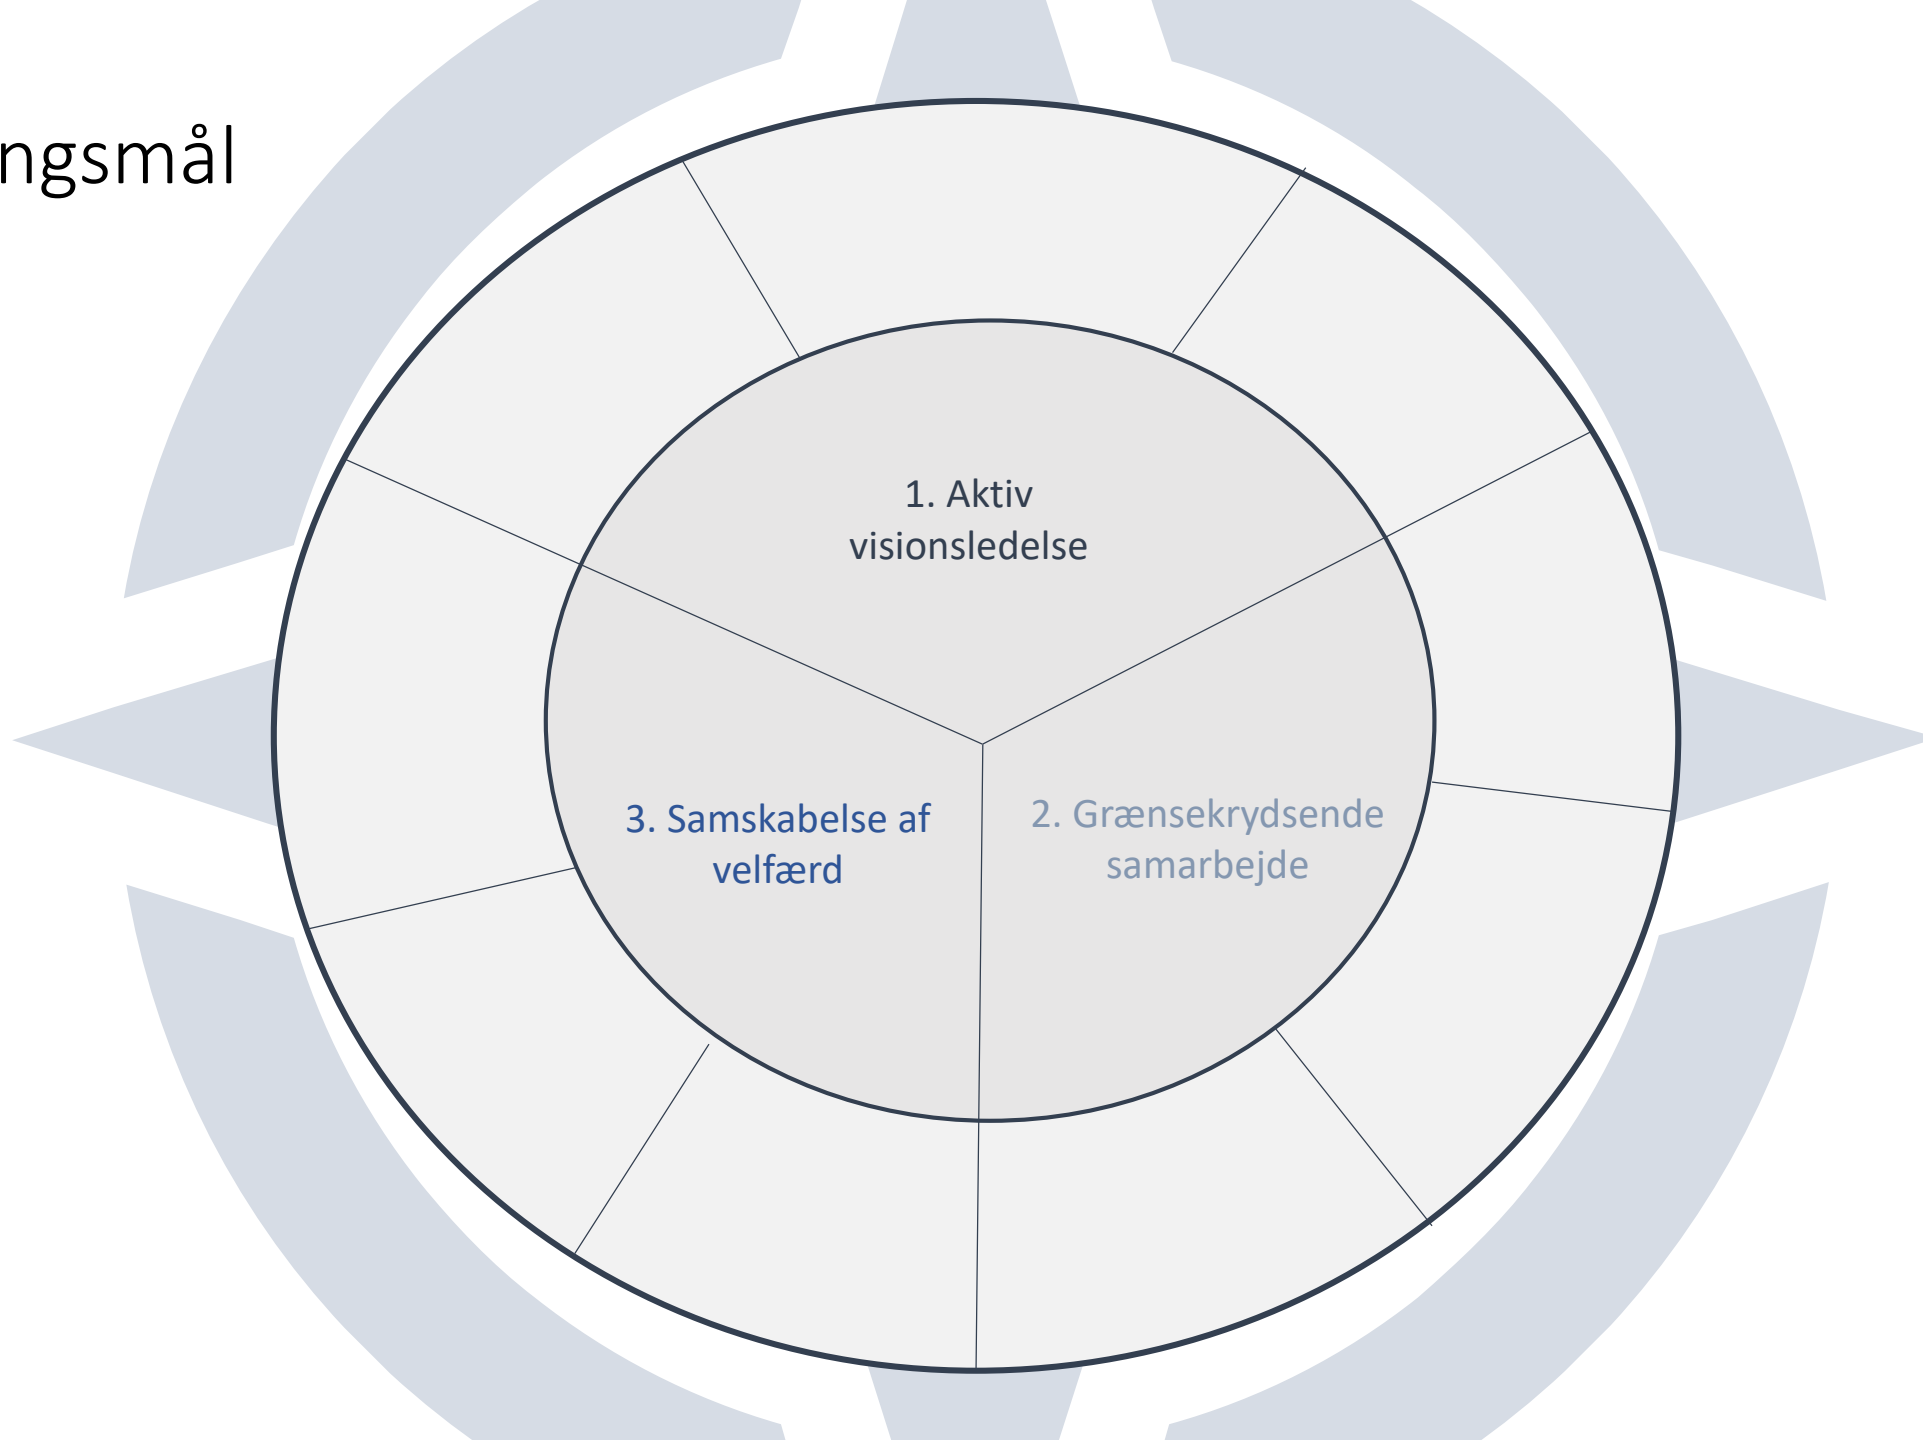 ngsmål
1. Aktiv
visionsledelse
2. Grænsekrydsende
samarbejde
3. Samskabelse af
velfærd